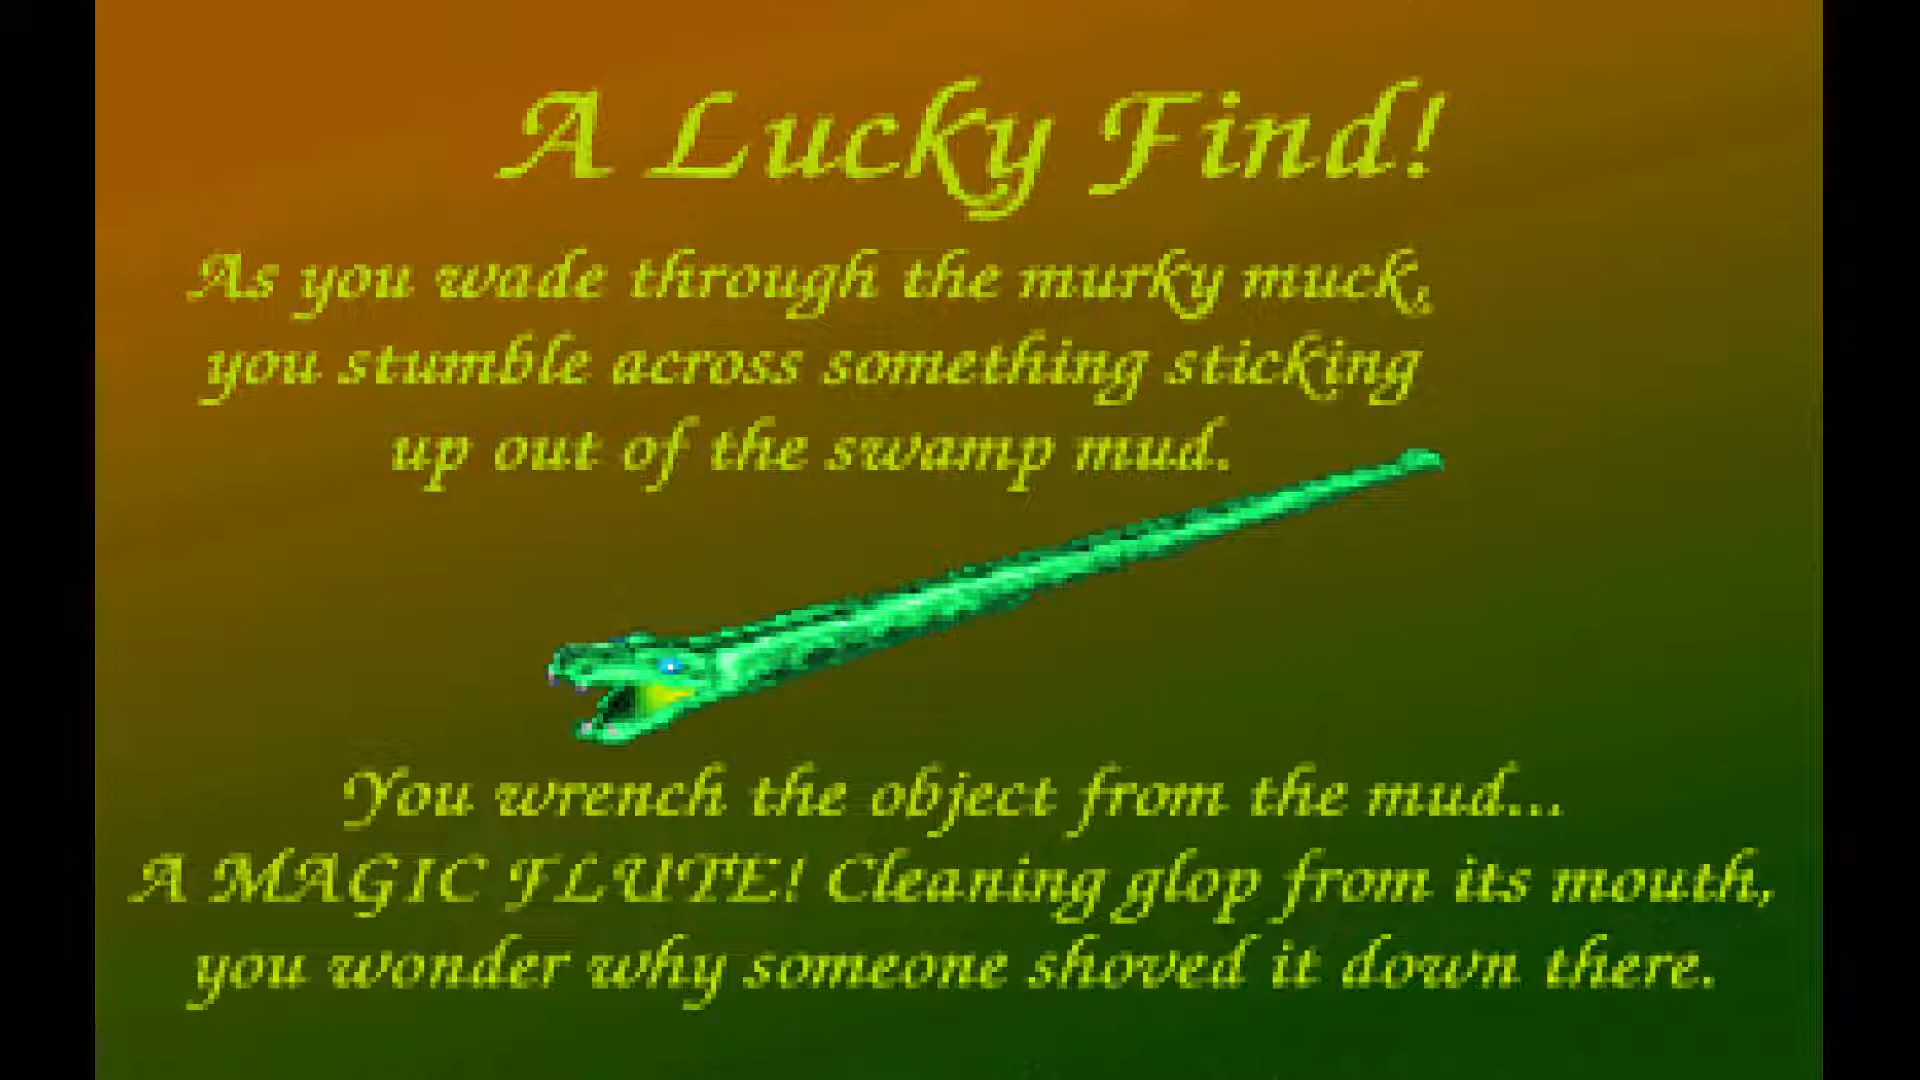 A Lucky Find!
As you wade through the murky muck,
you stumble across something sticking
up out of the swamp mud.
You wrench the object from the mud...
A MAGIC FLUTE! Cleaning glop from its mouth,
you wonder why someone shoved it down there.